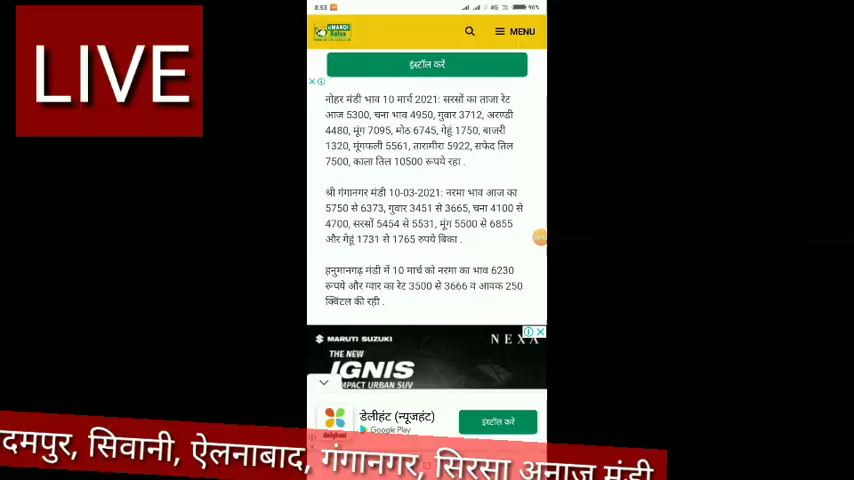 8:53
4G
96%
LIVE
eMANDI
Rates
MENU
इंस्टॉल करें
नोहर मंडी भाव 10 मार्च 2021: सरसों का ताजा रेट
आज 5300, चना भाव 4950, गुवार 3712, अरण्डी
4480, मूंग 7095, मोठ 6745, गेहूं 1750, बाजरी
1320, मूंगफली 5561, तारामीरा 5922, सफेद तिल
7500, काला तिल 10500 रूपये रहा .
श्री गंगानगर मंडी 10-03-2021: नरमा भाव आज का
5750 से 6373, गुवार 3451 से 3665, चना 4100 से
4700, सरसों 5454 से 5531, मूंग 5500 से 6855
और गेहूं 1731 से 1765 रुपये बिका .
हनुमानगढ़ मंडी में 10 मार्च को नरमा का भाव 6230
रूपये और ग्वार का रेट 3500 से 3666 व आवक 250
क्विंटल की रही .
MARUTI SUZUKI
NEXA
THE NEW
IGNIS
MPACT URBAN SUV
डेलीहंट (न्यूज़हंट)
Google Play
इंस्टॉल करें
dailyhunt
दमपुर, सिवानी, ऐलनाबाद, गंगानगर, सिरसा अनाज मंडी